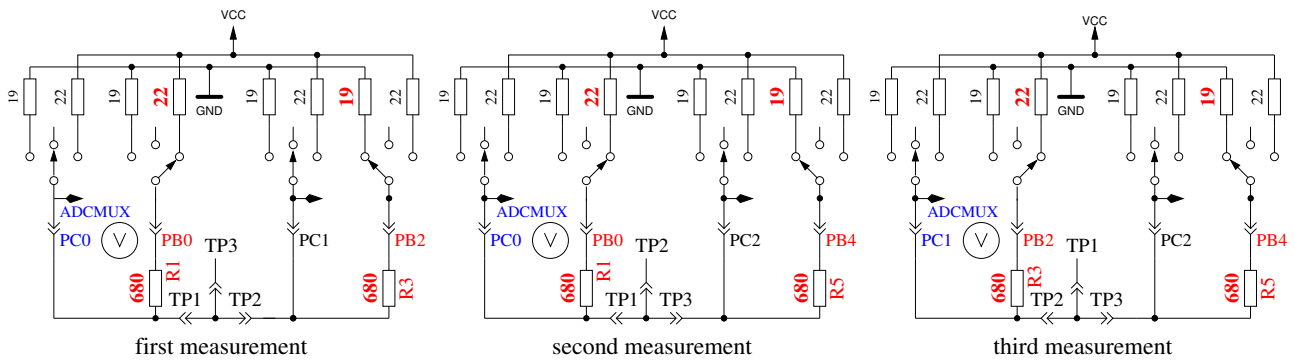 VCC
19
22
19
22
GND
19
22
19
22
ADCMUX
PC0
V
PB0
TP3
PC1
PB2
680
R1
TP1
TP2
680
R3
first measurement
VCC
19
22
19
22
GND
19
22
19
22
ADCMUX
PC0
V
PB0
TP2
PC2
PB4
680
R1
TP1
TP3
680
R5
second measurement
VCC
19
22
19
22
GND
19
22
19
22
ADCMUX
PC1
V
PB2
TP1
PC2
PB4
680
R3
TP2
TP3
680
R5
third measurement